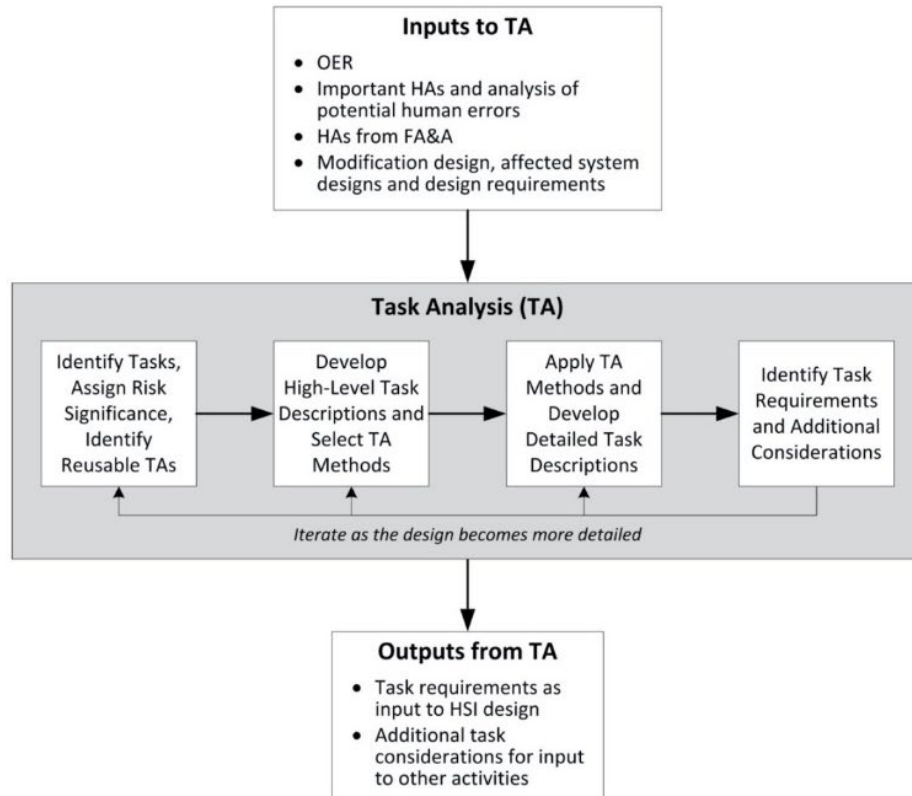 Inputs to TA
• OER
• Important HAs and analysis of
potential human errors
• HAs from FA&A
• Modification design, affected system
designs and design requirements
Task Analysis (TA)
Identify Tasks,
Assign Risk
Significance,
Identify
Reusable TAs
Develop
High-Level Task
Descriptions and
Select TA
Methods
Apply TA
Methods and
Develop
Detailed Task
Descriptions
Identify Task
Requirements
and Additional
Considerations
Iterate as the design becomes more detailed
Outputs from TA
• Task requirements as
input to HSI design
• Additional task
considerations for input
to other activities